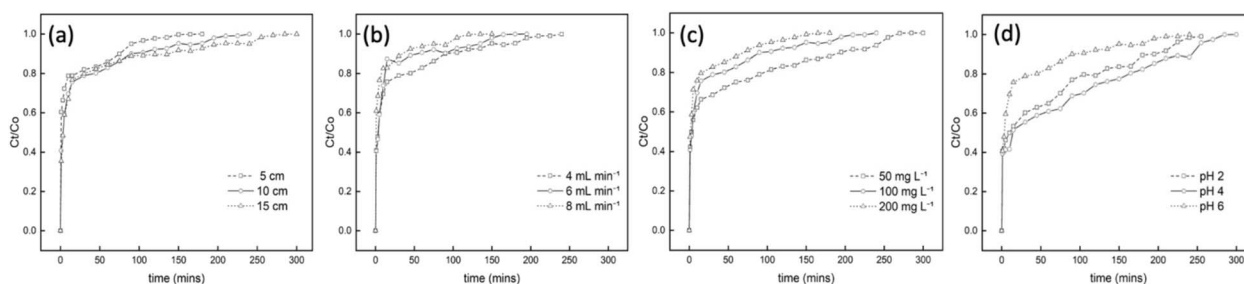 (a)
Ct/Co
1.0
0.8
0.6
0.4
0.2
0.0
5 cm
10 cm
15 cm
0 50 100 150 200 250 300
time (mins)
(b)
Ct/Co
1.0
0.8
0.6
0.4
0.2
0.0
4 mL min⁻¹
6 mL min⁻¹
8 mL min⁻¹
0 50 100 150 200 250 300
time (mins)
(c)
Ct/Co
1.0
0.8
0.6
0.4
0.2
0.0
50 mg L⁻¹
100 mg L⁻¹
200 mg L⁻¹
0 50 100 150 200 250 300
time (mins)
(d)
Ct/Co
1.0
0.8
0.6
0.4
0.2
0.0
pH 2
pH 4
pH 6
0 50 100 150 200 250 300
time (mins)